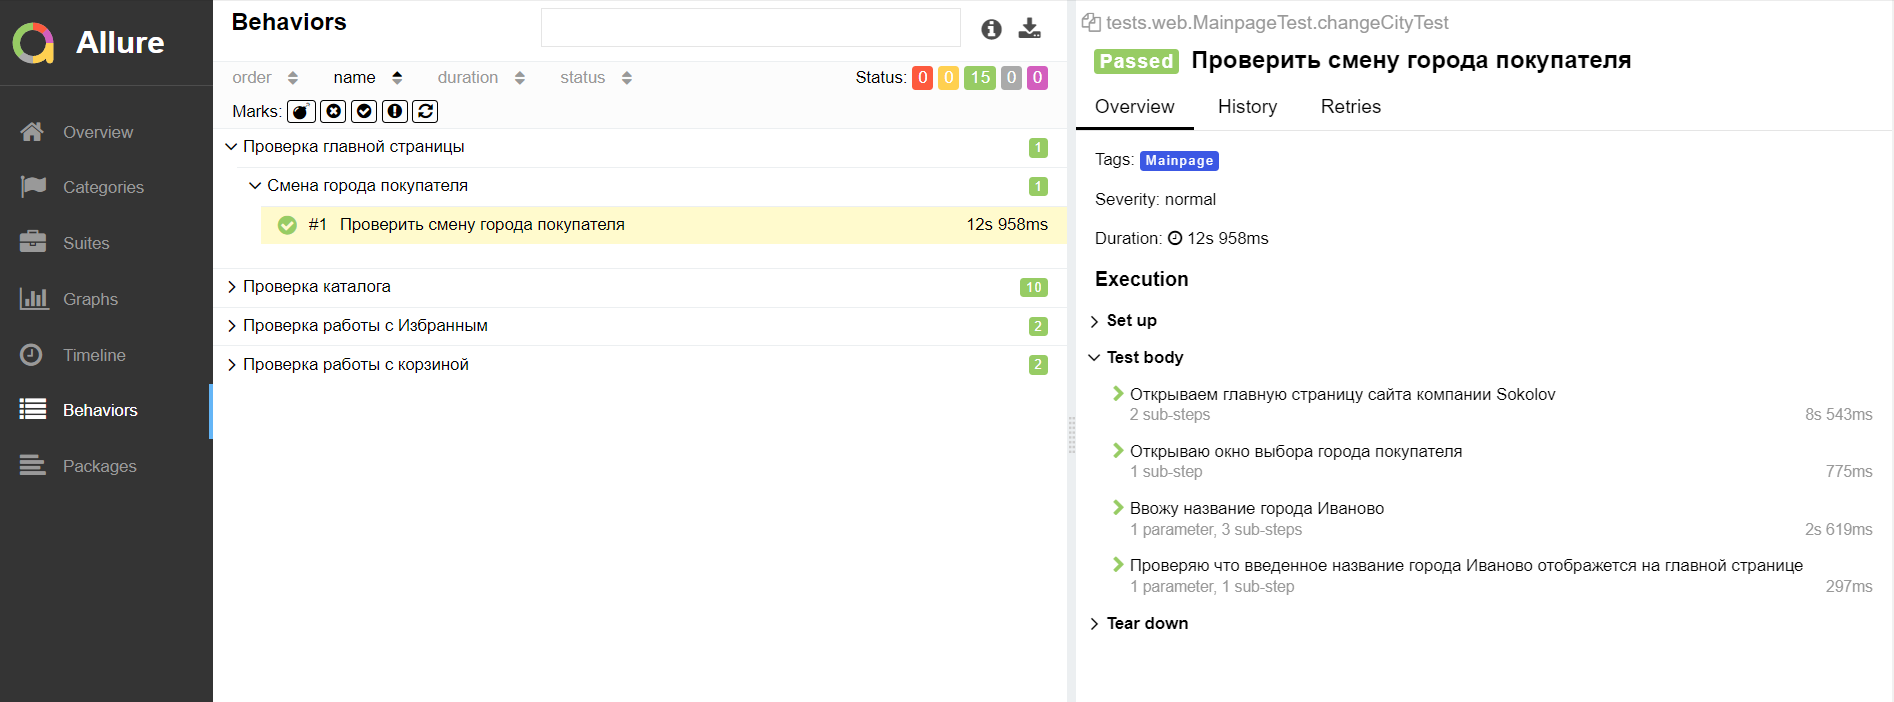 Allure
Overview
Categories
Suites
Graphs
Timeline
Behaviors
Packages
Behaviors
order name duration status Status: 0 0 15 0 0
Marks:
Проверка главной страницы 1
Смена города покупателя 1
#1 Проверить смену города покупателя 12s 958ms
Проверка каталога 10
Проверка работы с Избранным 2
Проверка работы с корзиной 2
tests.web.MainpageTest.changeCityTest
Passed Проверить смену города покупателя
Overview History Retries
Tags: Mainpage
Severity: normal
Duration: 12s 958ms
Execution
Set up
Test body
Открываем главную страницу сайта компании Sokolov
2 sub-steps 8s 543ms
Открываю окно выбора города покупателя
1 sub-step 775ms
Ввожу название города Иваново
1 parameter, 3 sub-steps 2s 619ms
Проверяю что введенное название города Иваново отображется на главной странице
1 parameter, 1 sub-step 297ms
Tear down